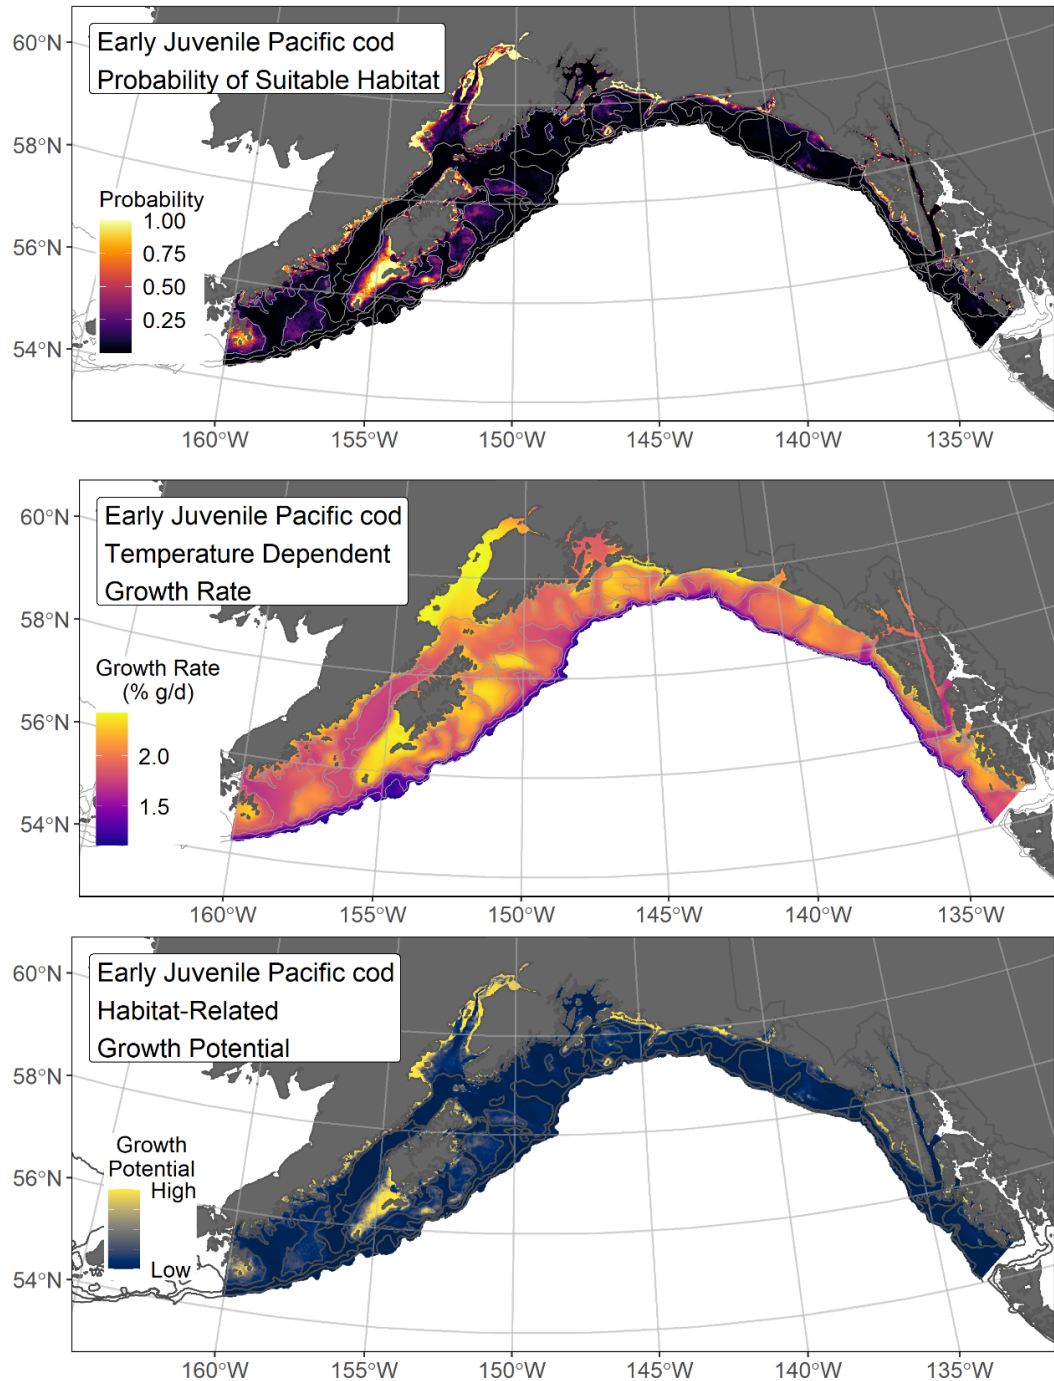 Early Juvenile Pacific cod
Probability of Suitable Habitat
60°N
58°N
56°N
54°N
Probability
1.00
0.75
0.50
0.25
160°W 155°W 150°W 145°W 140°W 135°W
Early Juvenile Pacific cod
Temperature Dependent
Growth Rate
60°N
58°N
56°N
54°N
Growth Rate
(% g/d)
2.0
1.5
160°W 155°W 150°W 145°W 140°W 135°W
Early Juvenile Pacific cod
Habitat-Related
Growth Potential
60°N
58°N
56°N
54°N
Growth
Potential
High
Low
160°W 155°W 150°W 145°W 140°W 135°W